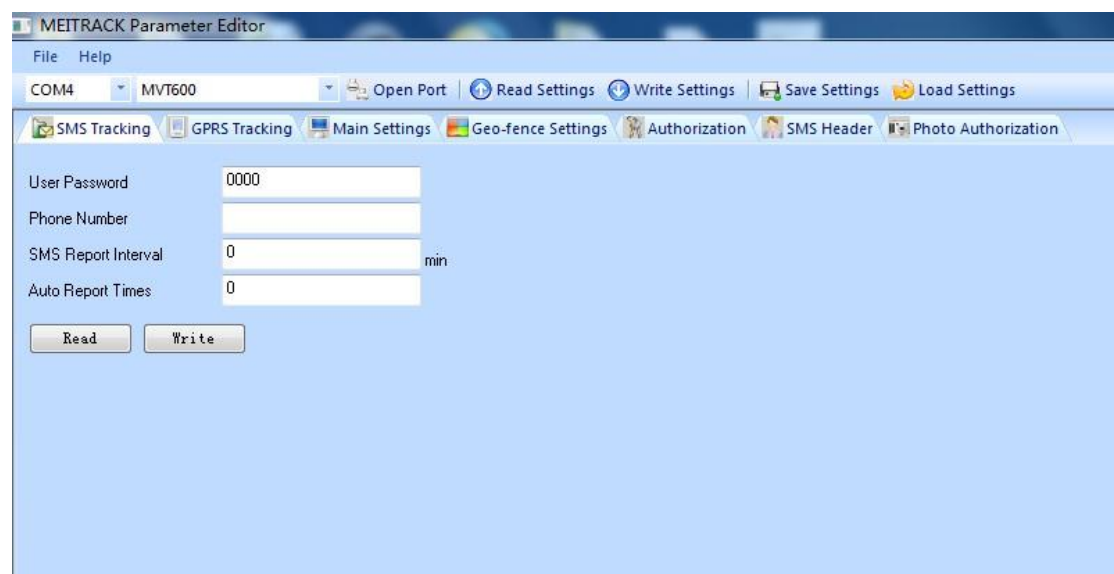 MEITRACK Parameter Editor
File Help
COM4 MVT600 Open Port Read Settings Write Settings Save Settings Load Settings
SMS Tracking GPRS Tracking Main Settings Geo-fence Settings Authorization SMS Header Photo Authorization
User Password 0000
Phone Number
SMS Report Interval 0 min
Auto Report Times 0
Read Write